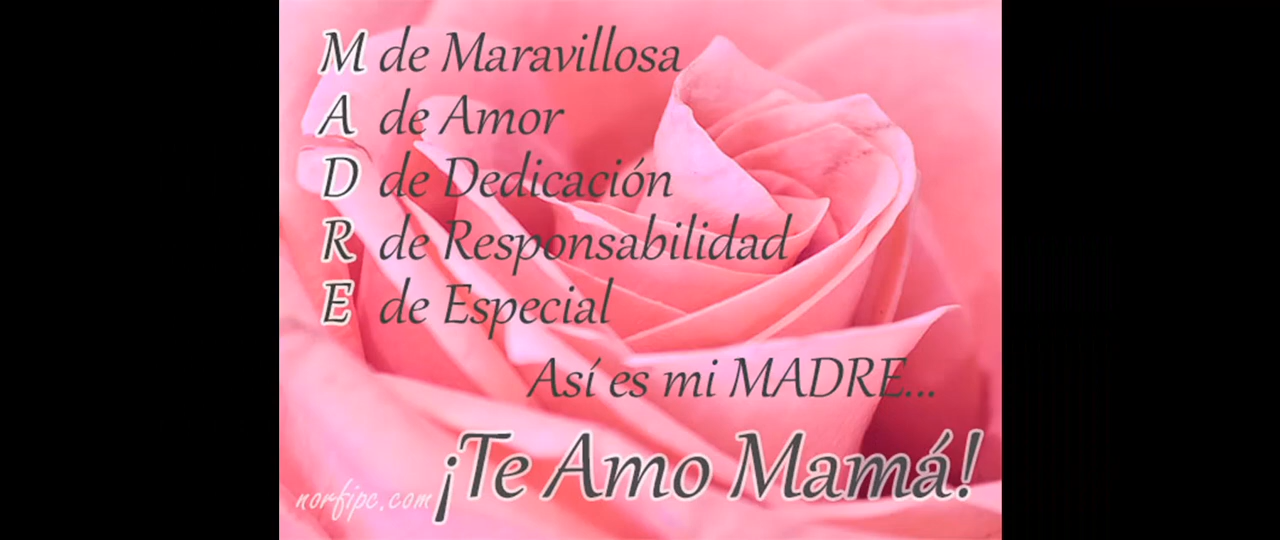 M de Maravillosa
A de Amor
D de Dedicación
R de Responsabilidad
E de Especial
Así es mi MADRE...
¡Te Amo Mamá!
norfipc.com